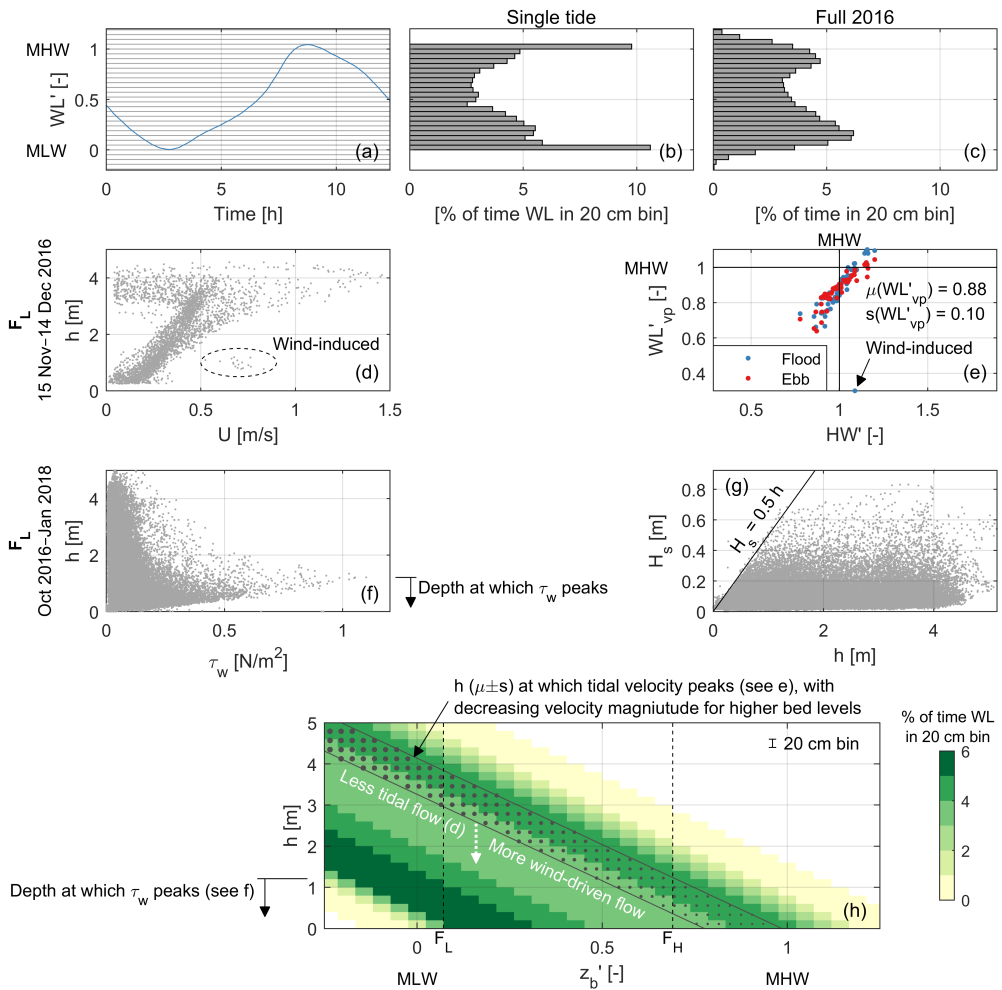 Single tide
Full 2016
MHW
MLW
WL' [-]
1
0.5
0
(a)
(b)
(c)
0
5
10
Time [h]
0
5
10
[% of time WL in 20 cm bin]
0
5
10
[% of time in 20 cm bin]
F_L
15 Nov–14 Dec 2016
h [m]
4
2
0
Wind-induced
(d)
0
0.5
1
1.5
U [m/s]
MHW
MHW
WL'_vp [-]
1
0.8
0.6
0.4
μ(WL'_vp) = 0.88
s(WL'_vp) = 0.10
Wind-induced
Flood
Ebb
(e)
0.5
1
1.5
HW' [-]
F_L
Oct 2016–Jan 2018
h [m]
4
2
0
(f)
0
0.5
1
τ_w [N/m²]
Depth at which τ_w peaks
(g)
H_s = 0.5 h
H_s [m]
0.8
0.6
0.4
0.2
0
0
2
4
h [m]
h (μ±s) at which tidal velocity peaks (see e), with
decreasing velocity magniutude for higher bed levels
5
4
3
2
1
0
h [m]
20 cm bin
Less tidal flow (d)
More wind-driven flow
(h)
Depth at which τ_w peaks (see f)
0
F_L
0.5
F_H
1
MLW
z_b' [-]
MHW
% of time WL
in 20 cm bin
6
4
2
0